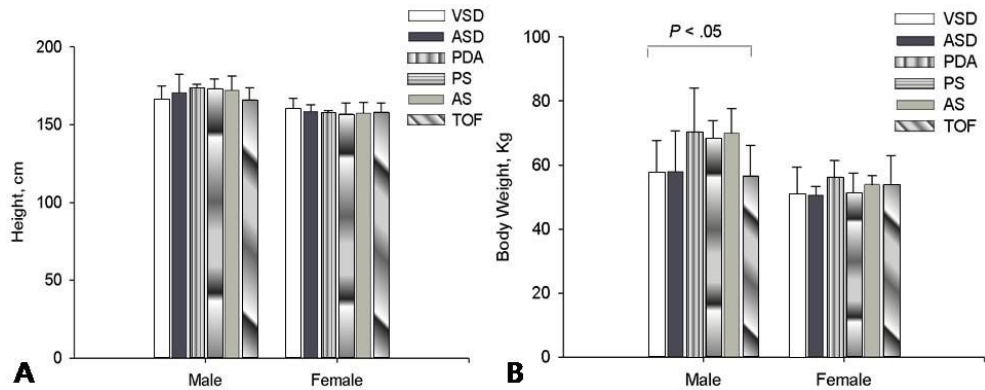 VSD
ASD
PDA
PS
AS
TOF
200
150
100
50
0
Height, cm
Male
Female
A
VSD
ASD
PDA
PS
AS
TOF
P < .05
100
80
60
40
20
0
Body Weight, Kg
Male
Female
B